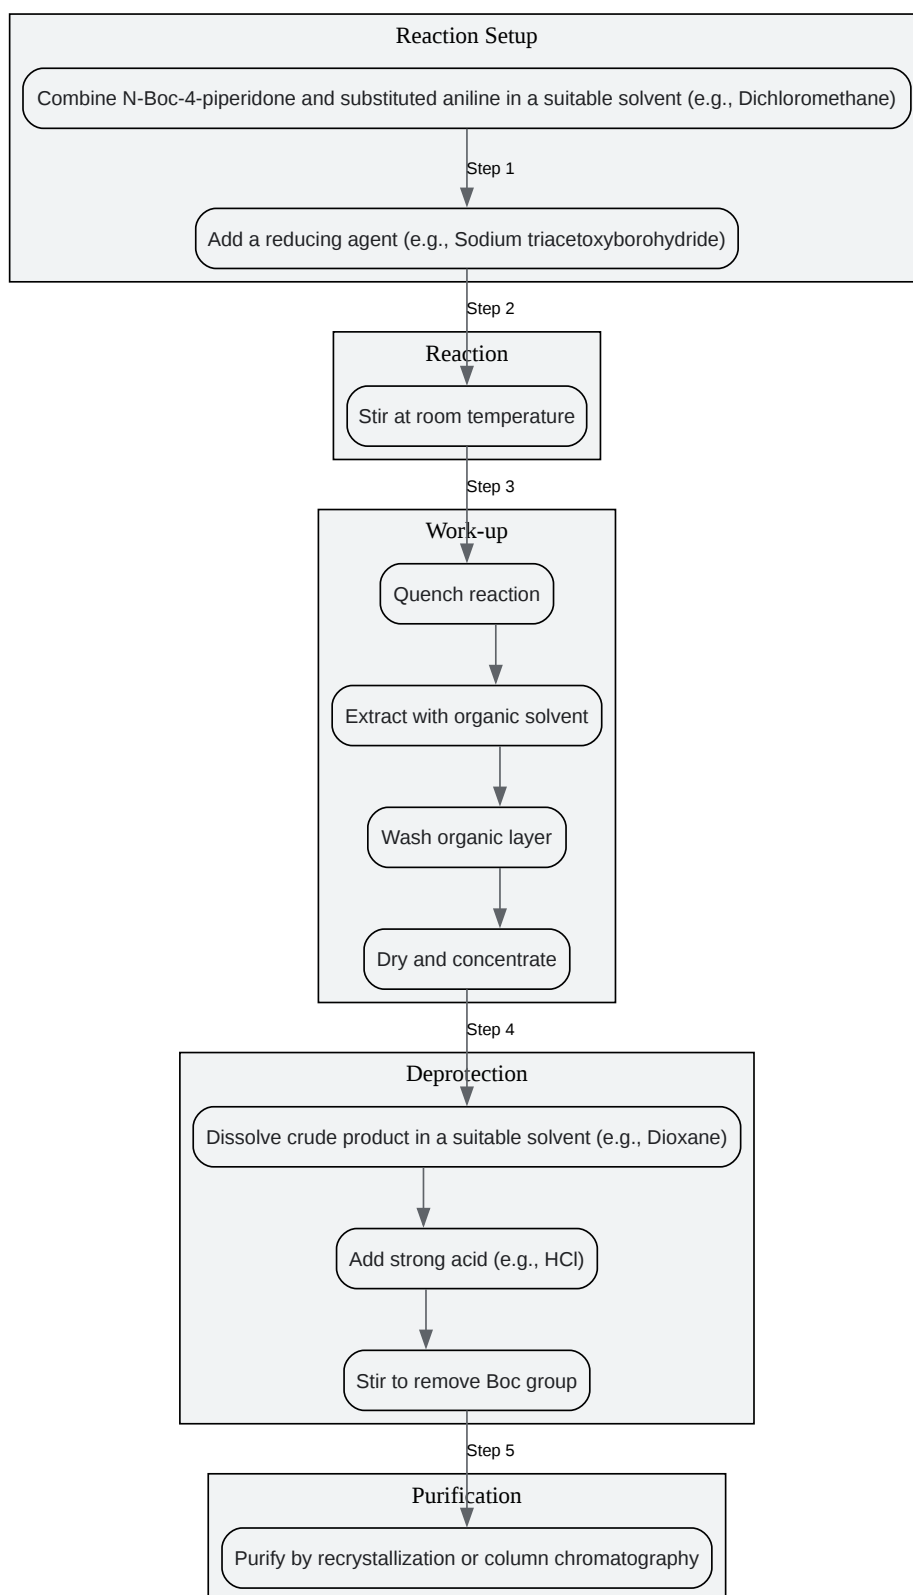 Reaction Setup
Combine N-Boc-4-piperidone and substituted aniline in a suitable solvent (e.g., Dichloromethane)
Step 1
Add a reducing agent (e.g., Sodium triacetoxyborohydride)
Step 2
Reaction
Stir at room temperature
Step 3
Work-up
Quench reaction
Extract with organic solvent
Wash organic layer
Dry and concentrate
Step 4
Deprotection
Dissolve crude product in a suitable solvent (e.g., Dioxane)
Add strong acid (e.g., HCl)
Stir to remove Boc group
Step 5
Purification
Purify by recrystallization or column chromatography